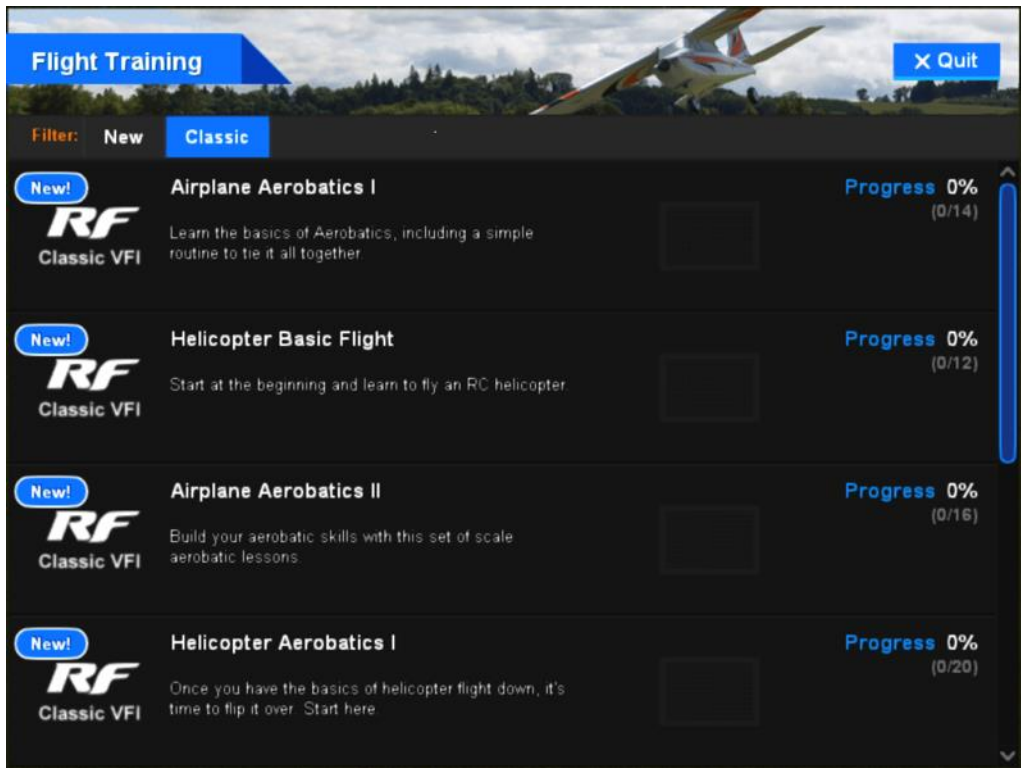 Flight Training
X Quit
Filter: New Classic
New!
RF
Classic VFI
Airplane Aerobatics I
Learn the basics of Aerobatics, including a simple
routine to tie it all together.
Progress 0%
(0/14)
New!
RF
Classic VFI
Helicopter Basic Flight
Start at the beginning and learn to fly an RC helicopter.
Progress 0%
(0/12)
New!
RF
Classic VFI
Airplane Aerobatics II
Build your aerobatic skills with this set of scale
aerobatic lessons.
Progress 0%
(0/16)
New!
RF
Classic VFI
Helicopter Aerobatics I
Once you have the basics of helicopter flight down, it's
time to flip it over. Start here.
Progress 0%
(0/20)